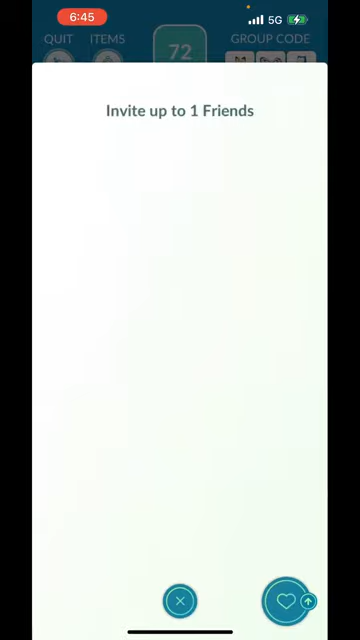 6:45
5G
QUIT
ITEMS
72
GROUP CODE
Invite up to 1 Friends